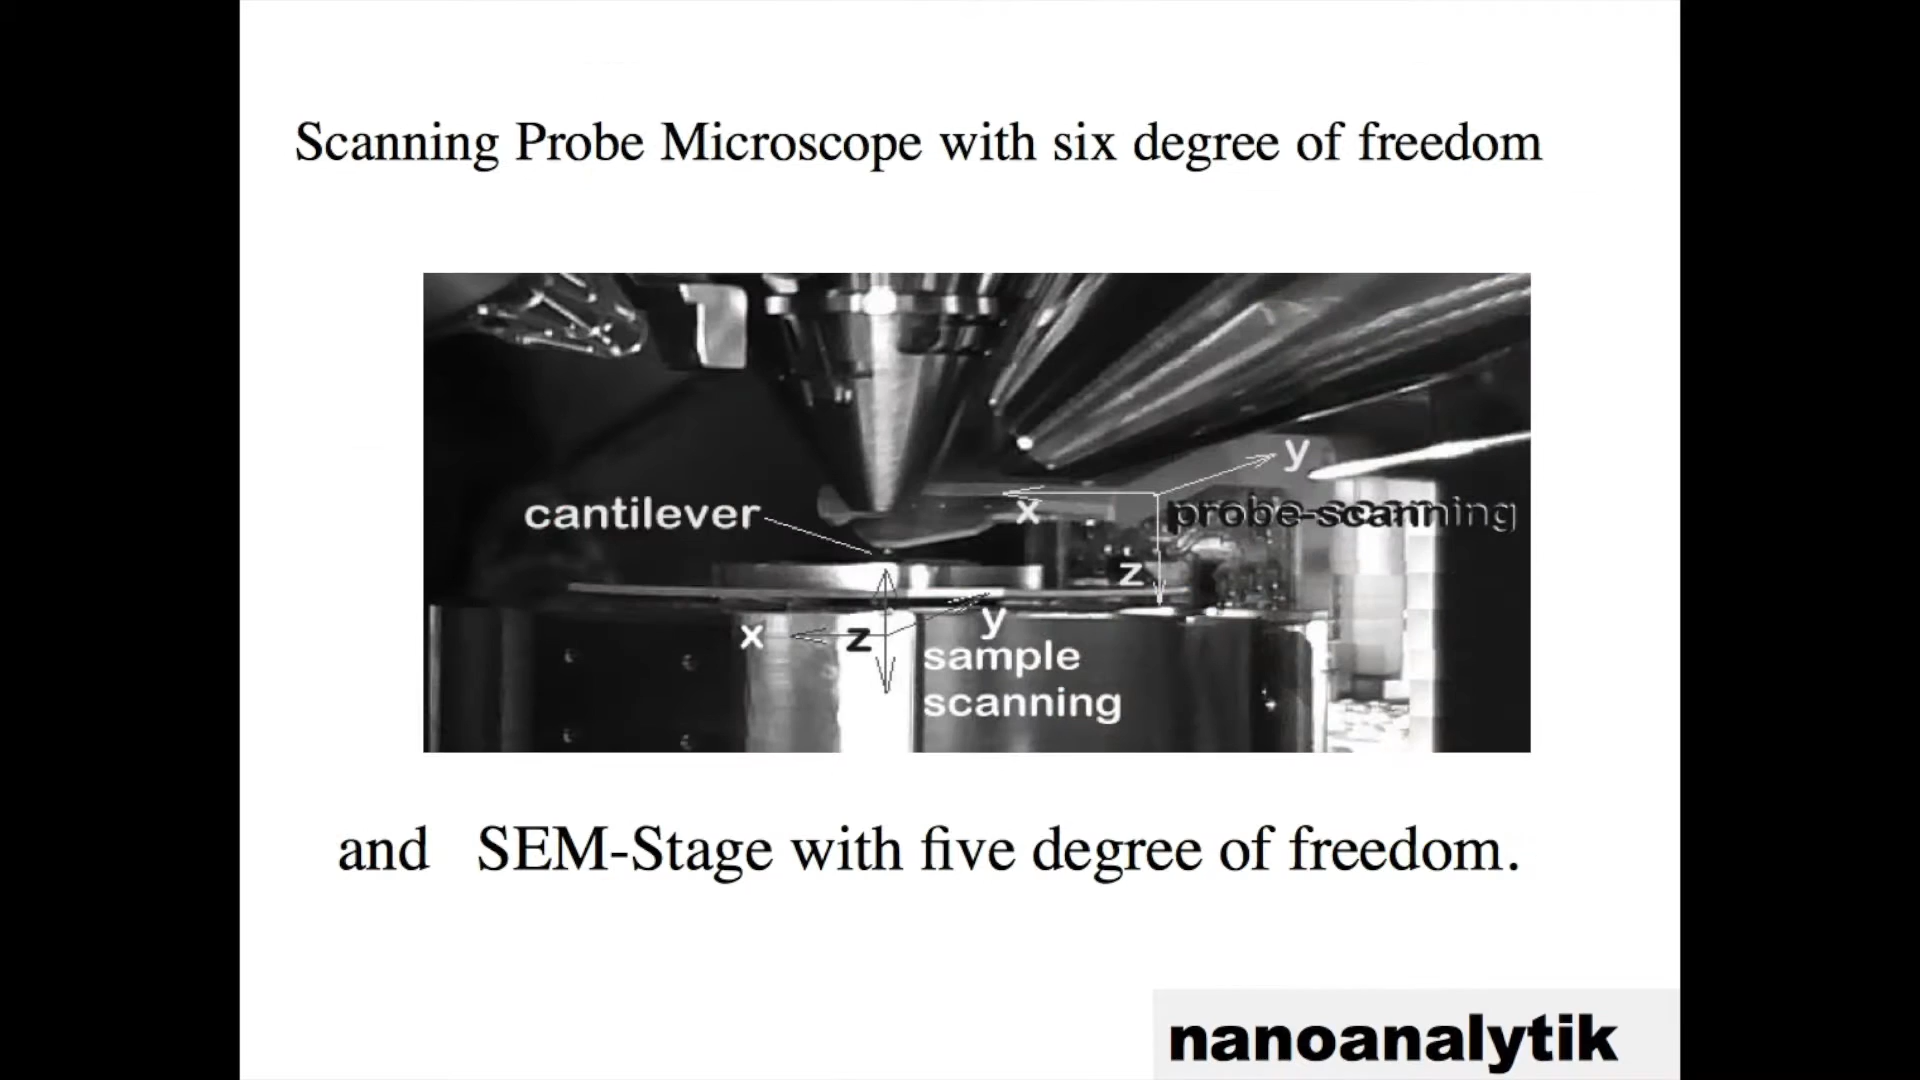 Scanning Probe Microscope with six degree of freedom
y
cantilever
x
probe-scanning
z
x
z
y
sample
scanning
and SEM-Stage with five degree of freedom.
nanoanalytik